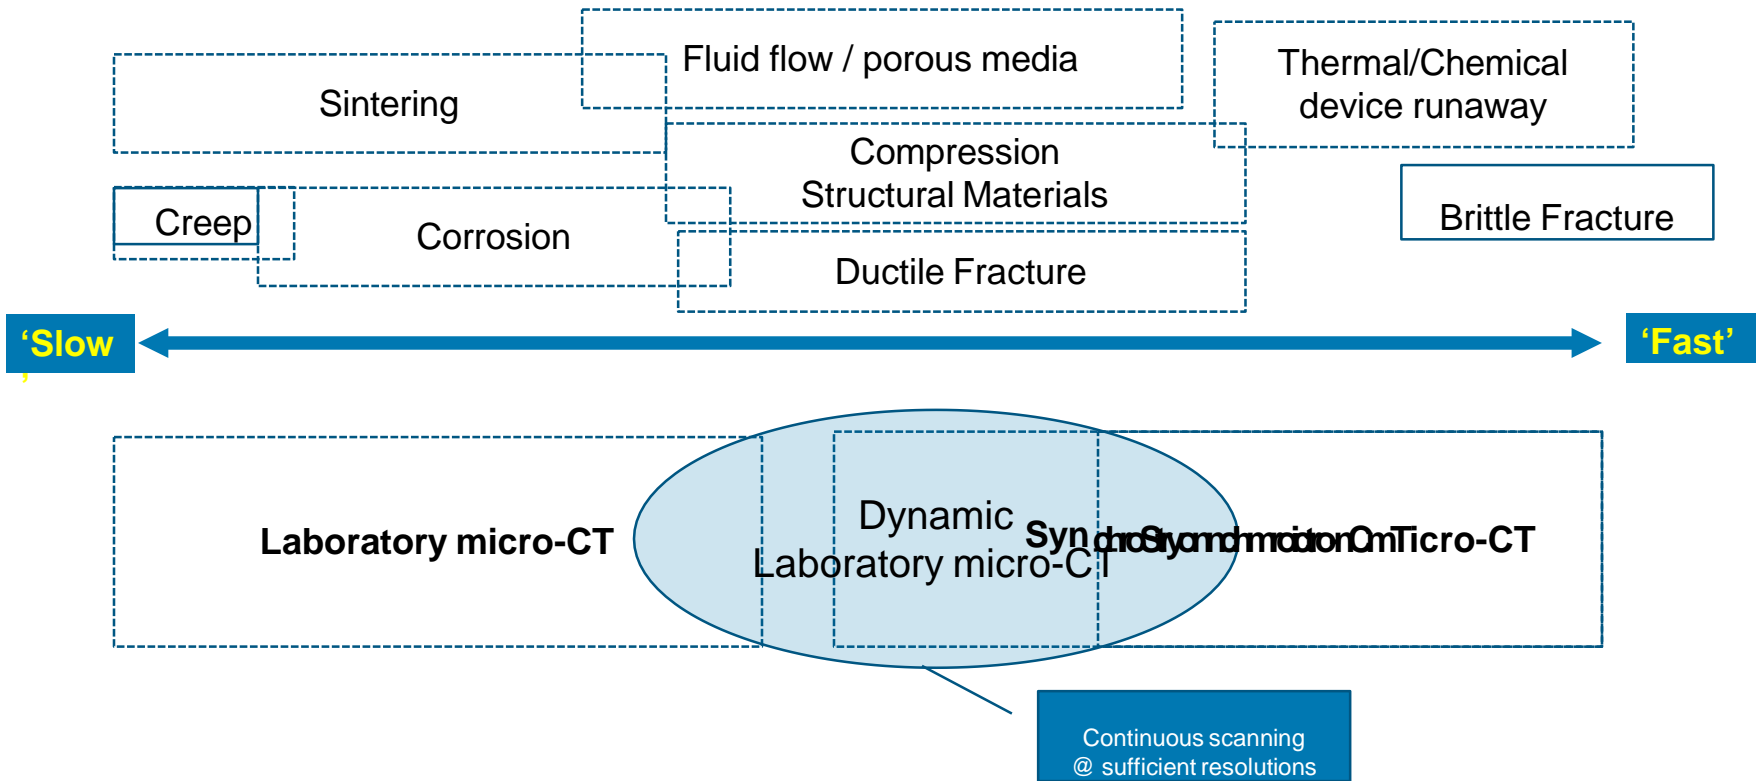 Fluid flow / porous media
Thermal/Chemical
device runaway
Sintering
Compression
Structural Materials
Creep
Corrosion
Brittle Fracture
Ductile Fracture
‘Slow
’
‘Fast’
Laboratory micro-CT
Dynamic
Laboratory micro-CT
Continuous scanning
@ sufficient resolutions